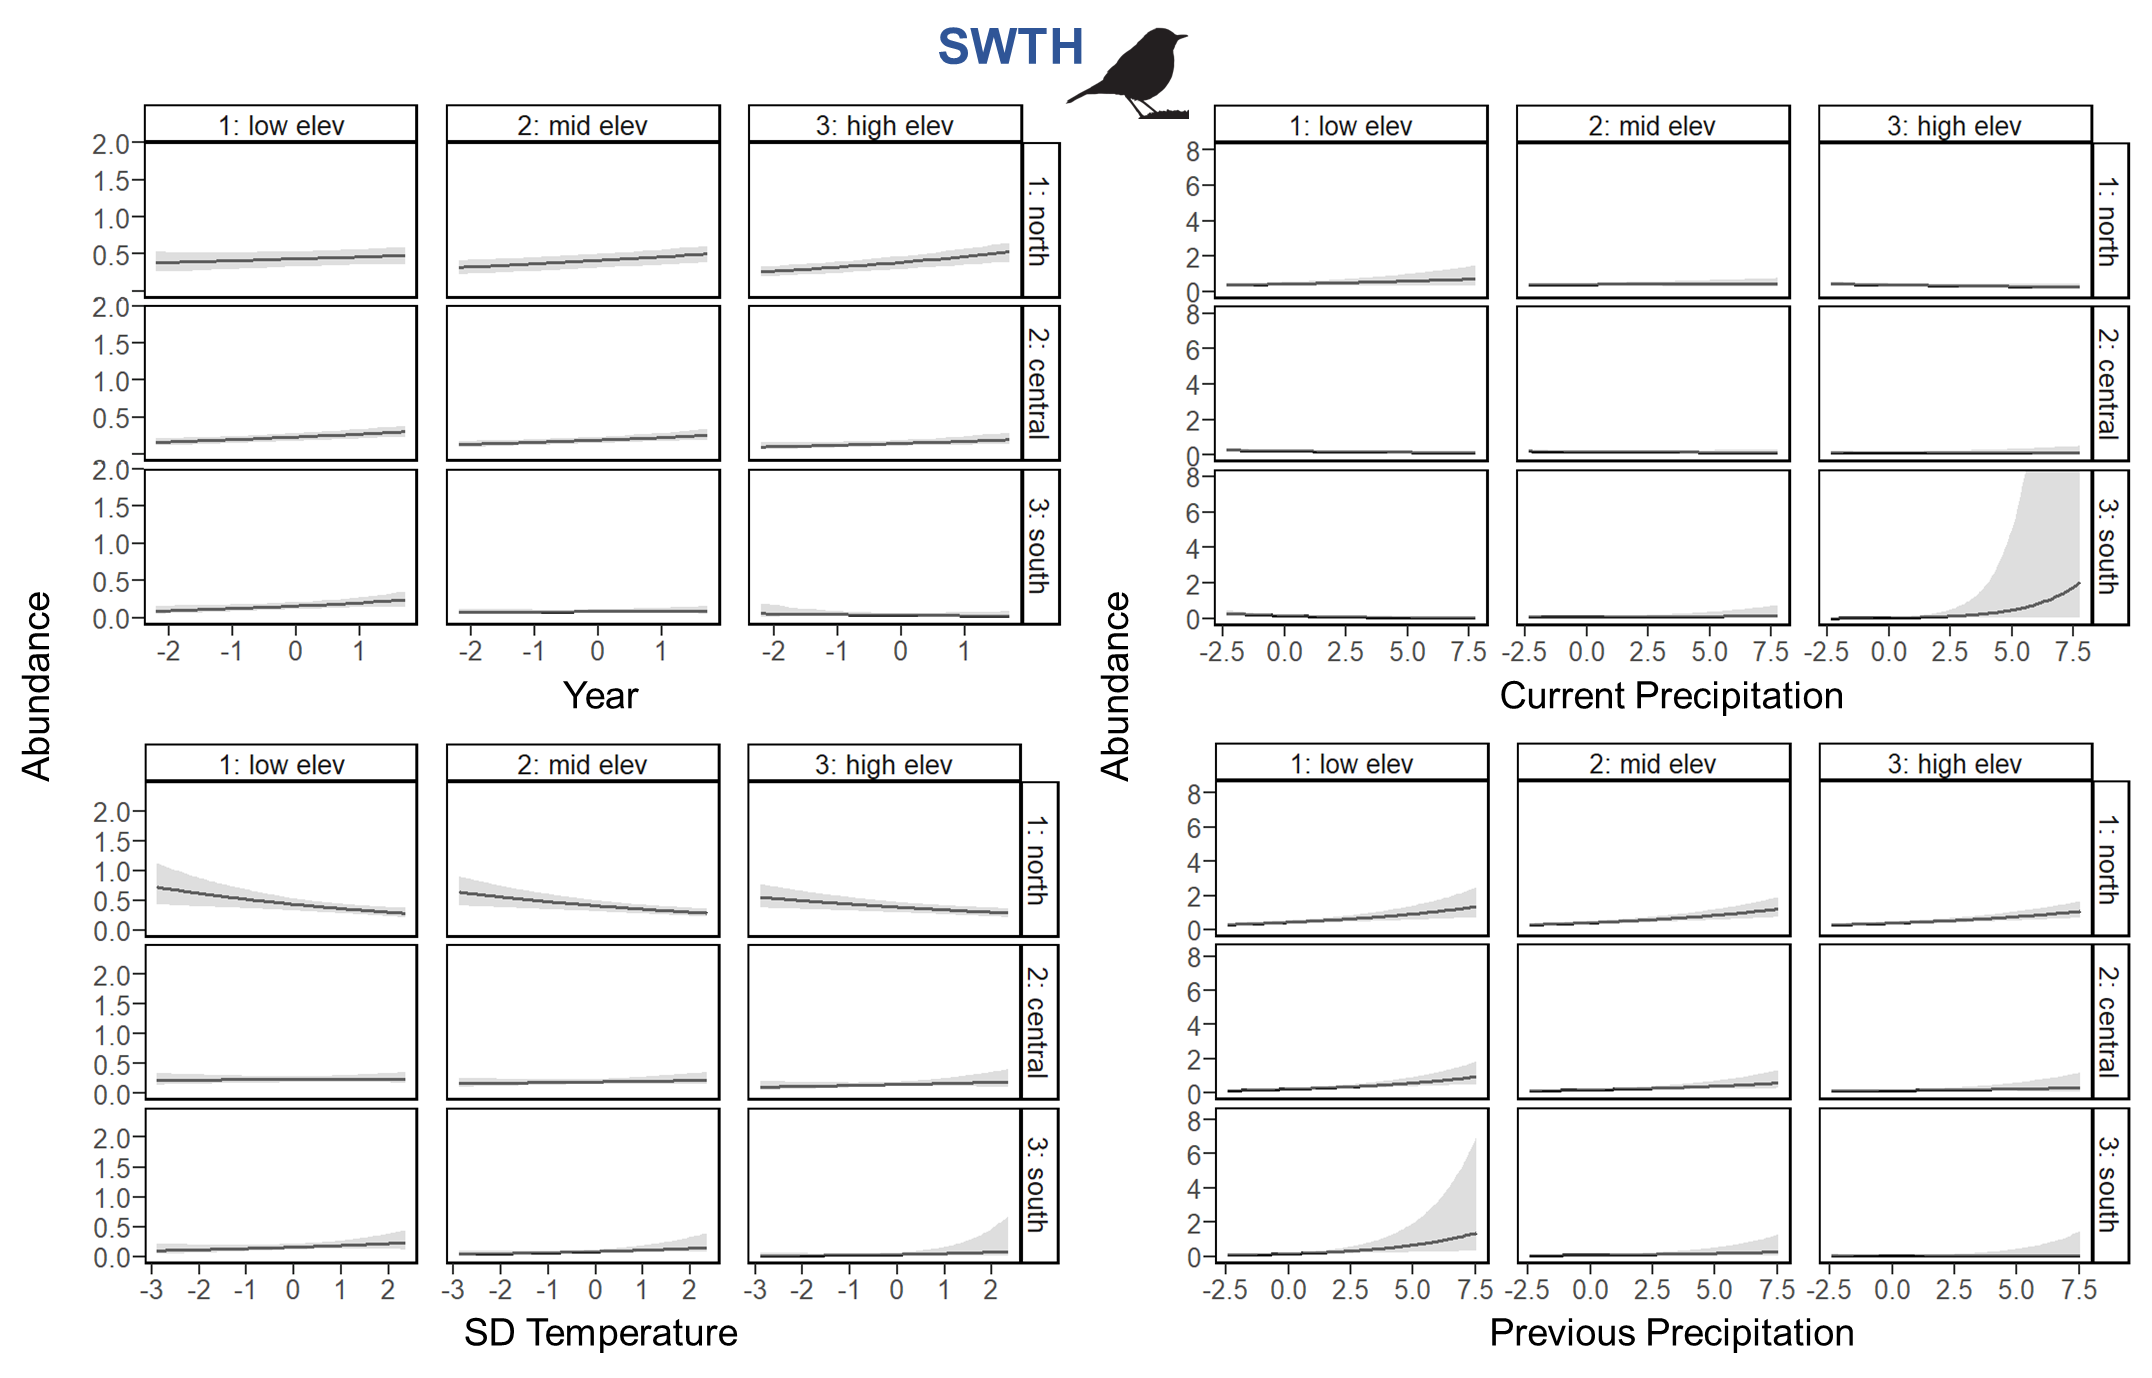 SWTH
1: low elev 2: mid elev 3: high elev
2.0
1.5
1.0
0.5
1: north
2.0
1.5
1.0
0.5
2: central
2.0
1.5
1.0
0.5
0.0
3: south
-2 -1 0 1 -2 -1 0 1 -2 -1 0 1
Year
Abundance
1: low elev 2: mid elev 3: high elev
8
6
4
2
0
1: north
8
6
4
2
0
2: central
8
6
4
2
0
3: south
-2.5 0.0 2.5 5.0 7.5 -2.5 0.0 2.5 5.0 7.5 -2.5 0.0 2.5 5.0 7.5
Current Precipitation
Abundance
1: low elev 2: mid elev 3: high elev
2.0
1.5
1.0
0.5
0.0
1: north
2.0
1.5
1.0
0.5
0.0
2: central
2.0
1.5
1.0
0.5
0.0
3: south
-3 -2 -1 0 1 2 -3 -2 -1 0 1 2 -3 -2 -1 0 1 2
SD Temperature
1: low elev 2: mid elev 3: high elev
8
6
4
2
0
1: north
8
6
4
2
0
2: central
8
6
4
2
0
3: south
-2.5 0.0 2.5 5.0 7.5 -2.5 0.0 2.5 5.0 7.5 -2.5 0.0 2.5 5.0 7.5
Previous Precipitation